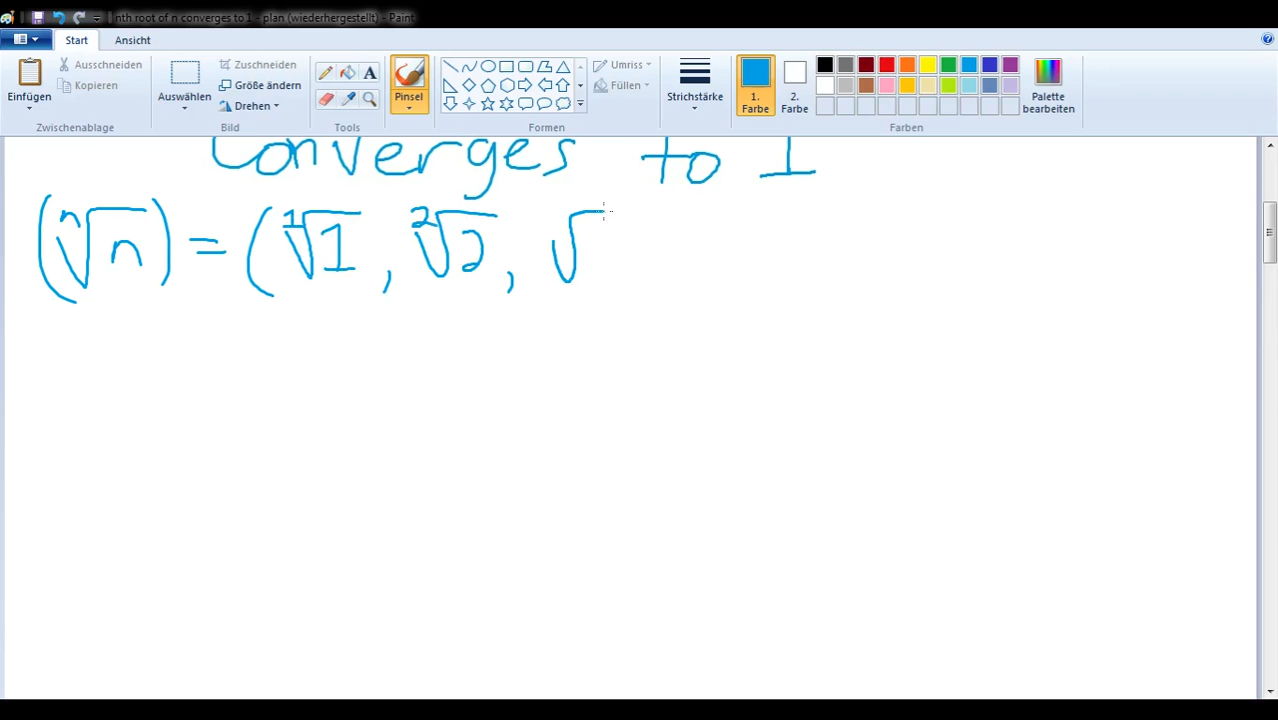 nth root of n converges to 1 - plan (wiederhergestellt) - Paint
Start Ansicht
Einfügen
Ausschneiden
Kopieren
Zwischenablage
Auswählen
Zuschneiden
Größe ändern
Drehen
Bild
A
Tools
Pinsel
Umriss
Füllen
Formen
Strichstärke
1. Farbe
2. Farbe
Palette bearbeiten
Farben
converges to 1
(ⁿ√n) = (¹√1, ²√2, √